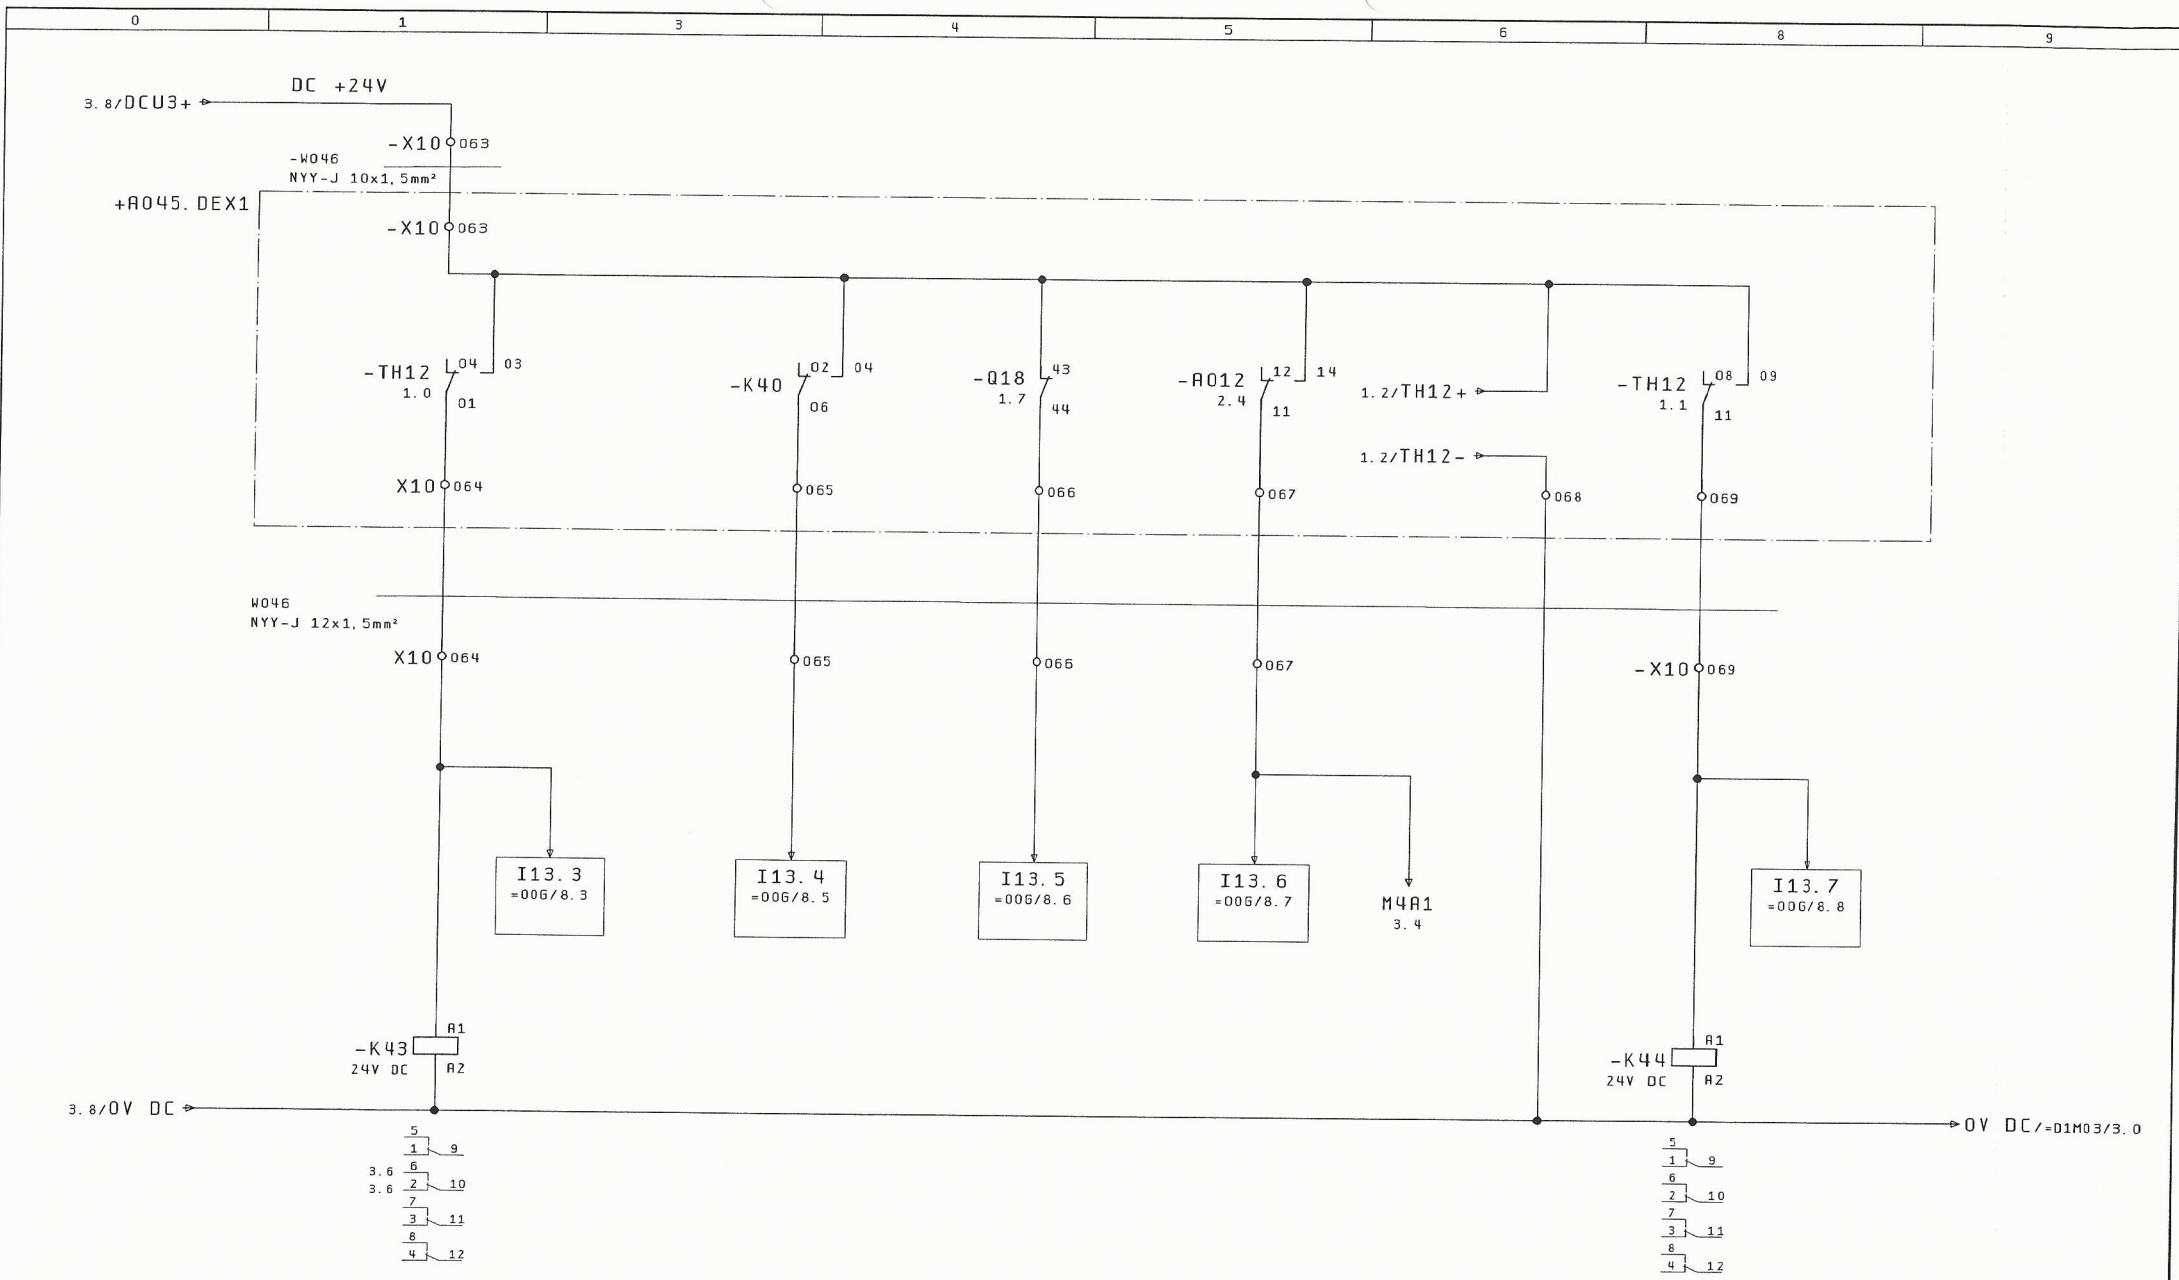 0 1 3 4 5 6 8 9
DC +24V
3.8/DCU3+
-X10 063
-W046
NYY-J 10x1,5mm²
+A045.DEX1
-X10 063
-TH12 04 03
1.0 01
-K40 02 04
06
-Q18 43
1.7 44
-A012 12 14
2.4 11
1.2/TH12+
-TH12 08 09
1.1 11
1.2/TH12-
X10 064 065 066 067 068 069
W046
NYY-J 12x1,5mm²
X10 064 065 066 067 -X10 069
I13.3
=00G/8.3
I13.4
=00G/8.5
I13.5
=00G/8.6
I13.6
=00G/8.7
M4A1
3.4
I13.7
=00G/8.8
A1
-K43
24V DC A2
A1
-K44
24V DC A2
3.8/0V DC
0V DC/=D1M03/3.0
5
1 9
3.6 6
3.6 2 10
7
3 11
8
4 12
5
1 9
6
2 10
7
3 11
8
4 12